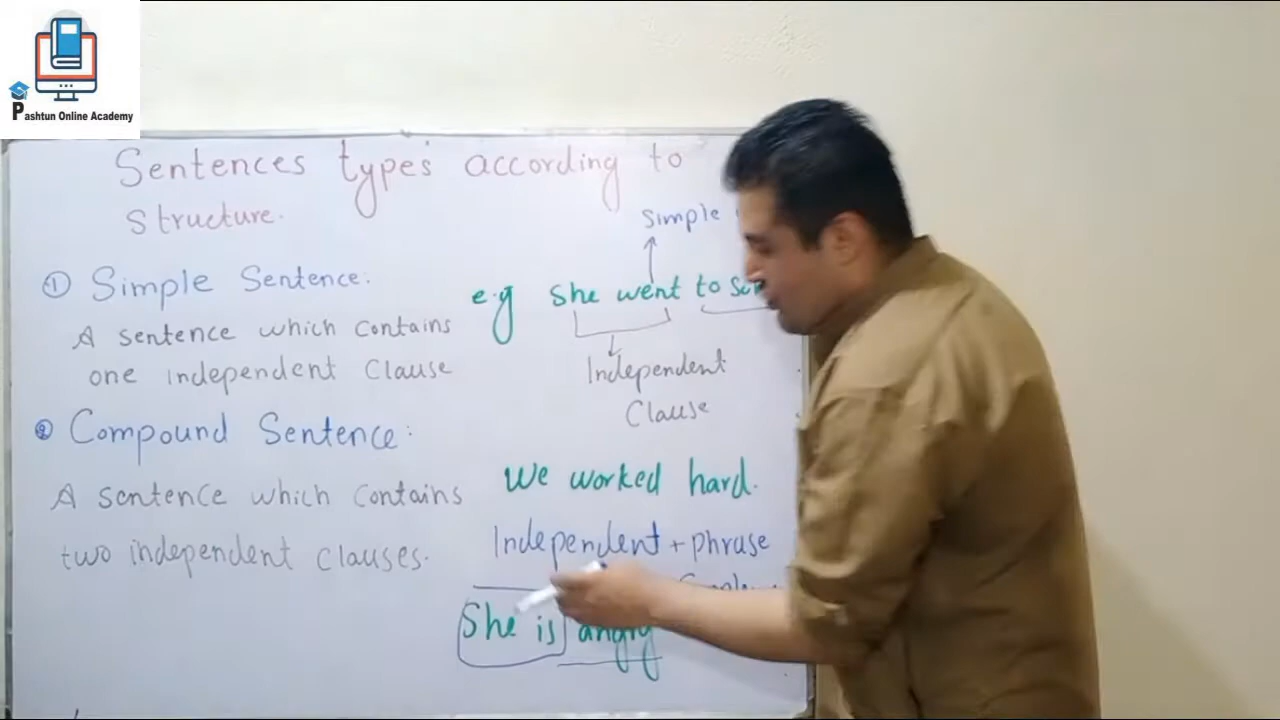 Pashtun Online Academy
Sentences types according to
structure.
① Simple Sentence:
A sentence which contains
one independent Clause
② Compound Sentence:
A sentence which contains
two independent clauses.
Simple
e.g She went to
Independent
Clause
We worked hard.
Independent + phrase
She is angry